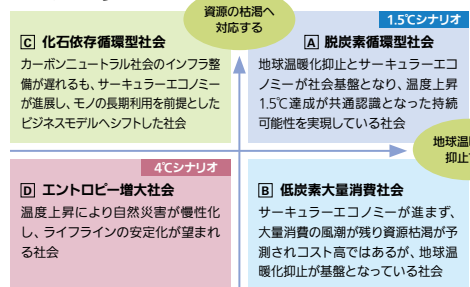 資源の枯渇へ
対応する
1.5℃シナリオ
C 化石依存循環型社会
カーボンニュートラル社会のインフラ整
備が遅れるも、サーキュラーエコノミー
が進展し、モノの長期利用を前提とした
ビジネスモデルへシフトした社会
A 脱炭素循環型社会
地球温暖化抑止とサーキュラーエコ
ノミーが社会基盤となり、温度上昇
1.5℃達成が共通認識となった持続
可能性を実現している社会
地球温
抑止
4℃シナリオ
D エントロピー増大社会
温度上昇により自然災害が慢性化
し、ライフラインの安定化が望まれ
る社会
B 低炭素大量消費社会
サーキュラーエコノミーが進まず、
大量消費の風潮が残り資源枯渇が予
測されコスト高ではあるが、地球温
暖化抑止が基盤となっている社会